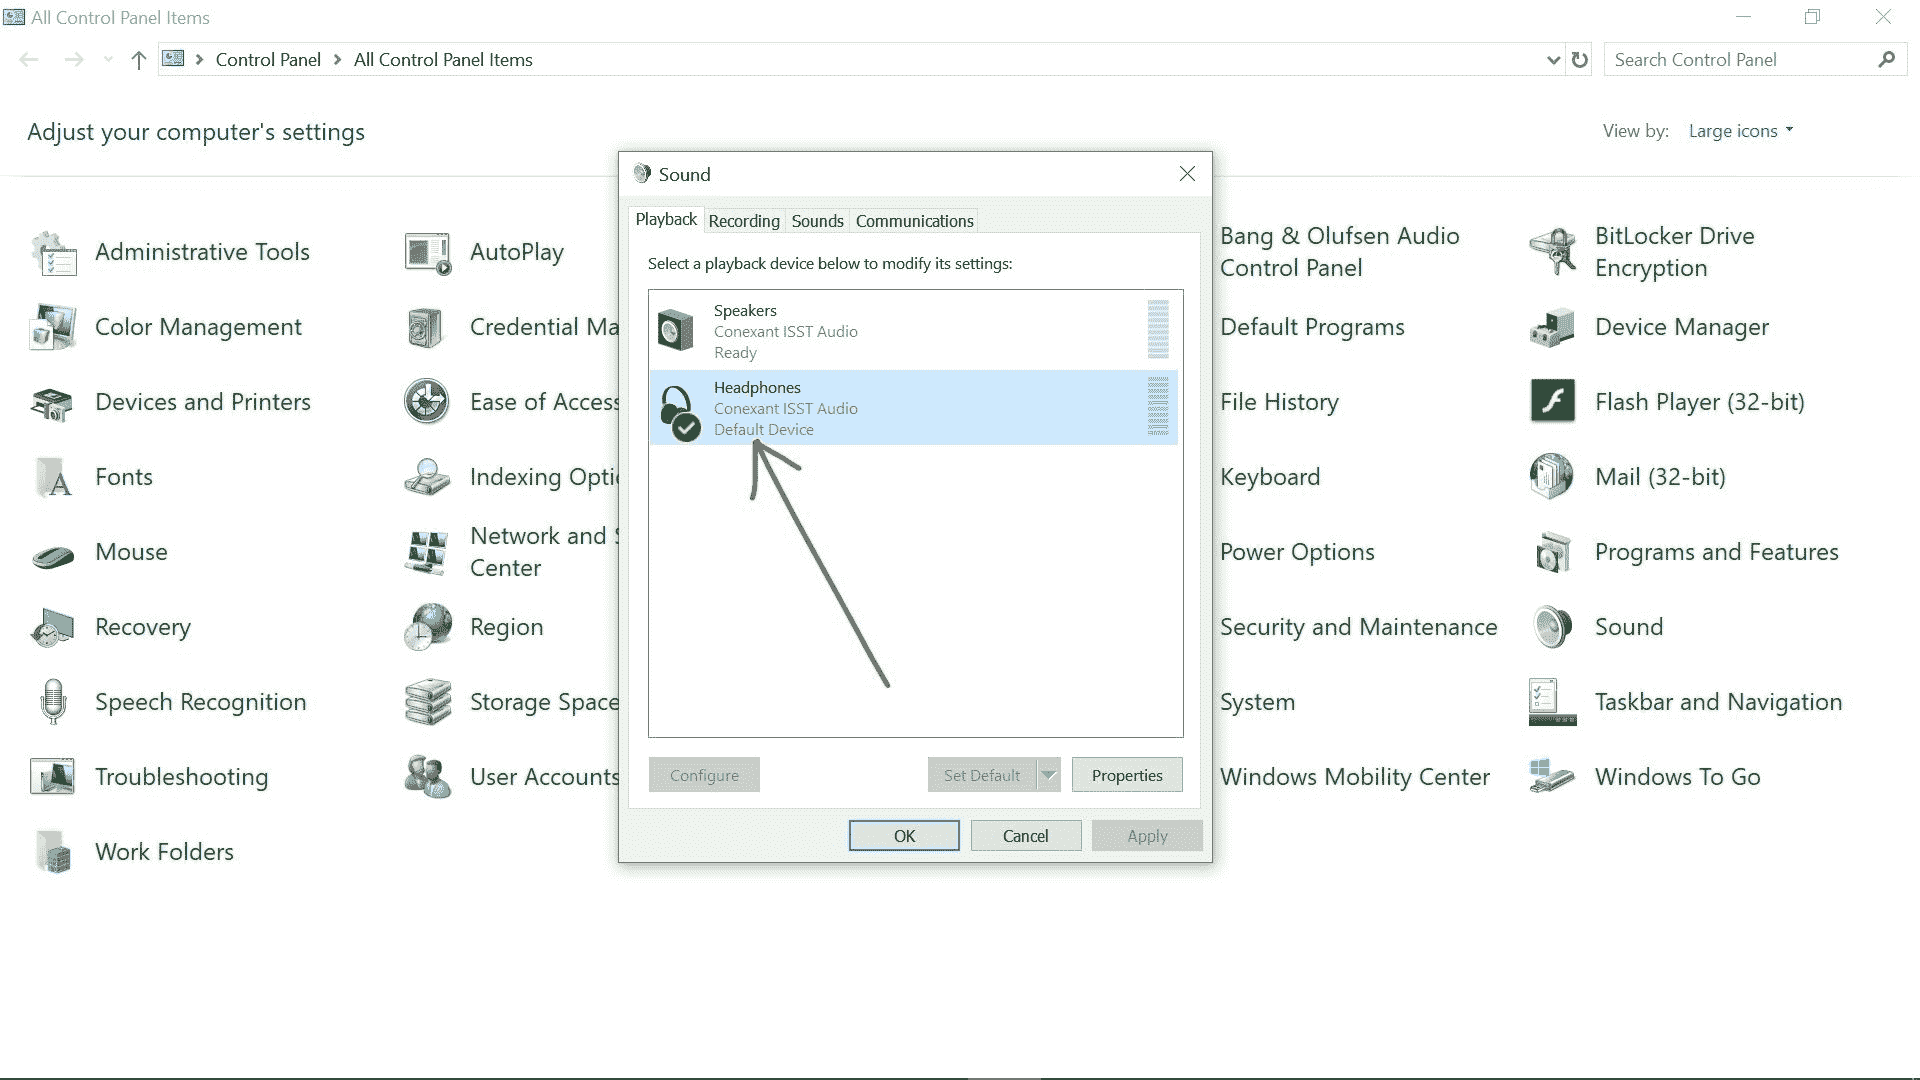 All Control Panel Items
Control Panel
All Control Panel Items
Search Control Panel
Adjust your computer's settings
View by:
Large icons
Administrative Tools
AutoPlay
Bang & Olufsen Audio
Control Panel
BitLocker Drive
Encryption
Color Management
Credential Ma
Default Programs
Device Manager
Devices and Printers
Ease of Access
File History
Flash Player (32-bit)
Fonts
Indexing Opti
Keyboard
Mail (32-bit)
Mouse
Network and S
Center
Power Options
Programs and Features
Recovery
Region
Security and Maintenance
Sound
Speech Recognition
Storage Space
System
Taskbar and Navigation
Troubleshooting
User Accounts
Windows Mobility Center
Windows To Go
Work Folders
Sound
Playback
Recording
Sounds
Communications
Select a playback device below to modify its settings:
Speakers
Conexant ISST Audio
Ready
Headphones
Conexant ISST Audio
Default Device
Configure
Set Default
Properties
OK
Cancel
Apply